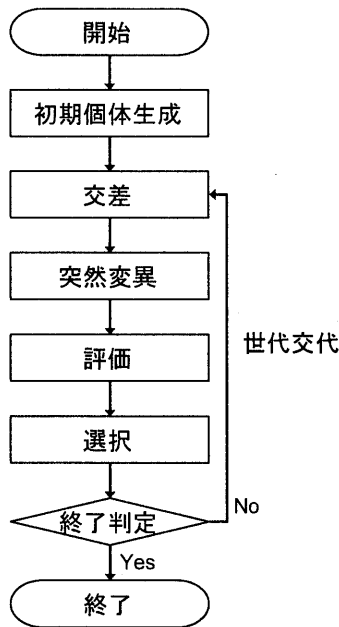 開始
初期個体生成
交差
突然変異
評価
世代交代
選択
終了判定
No
Yes
終了